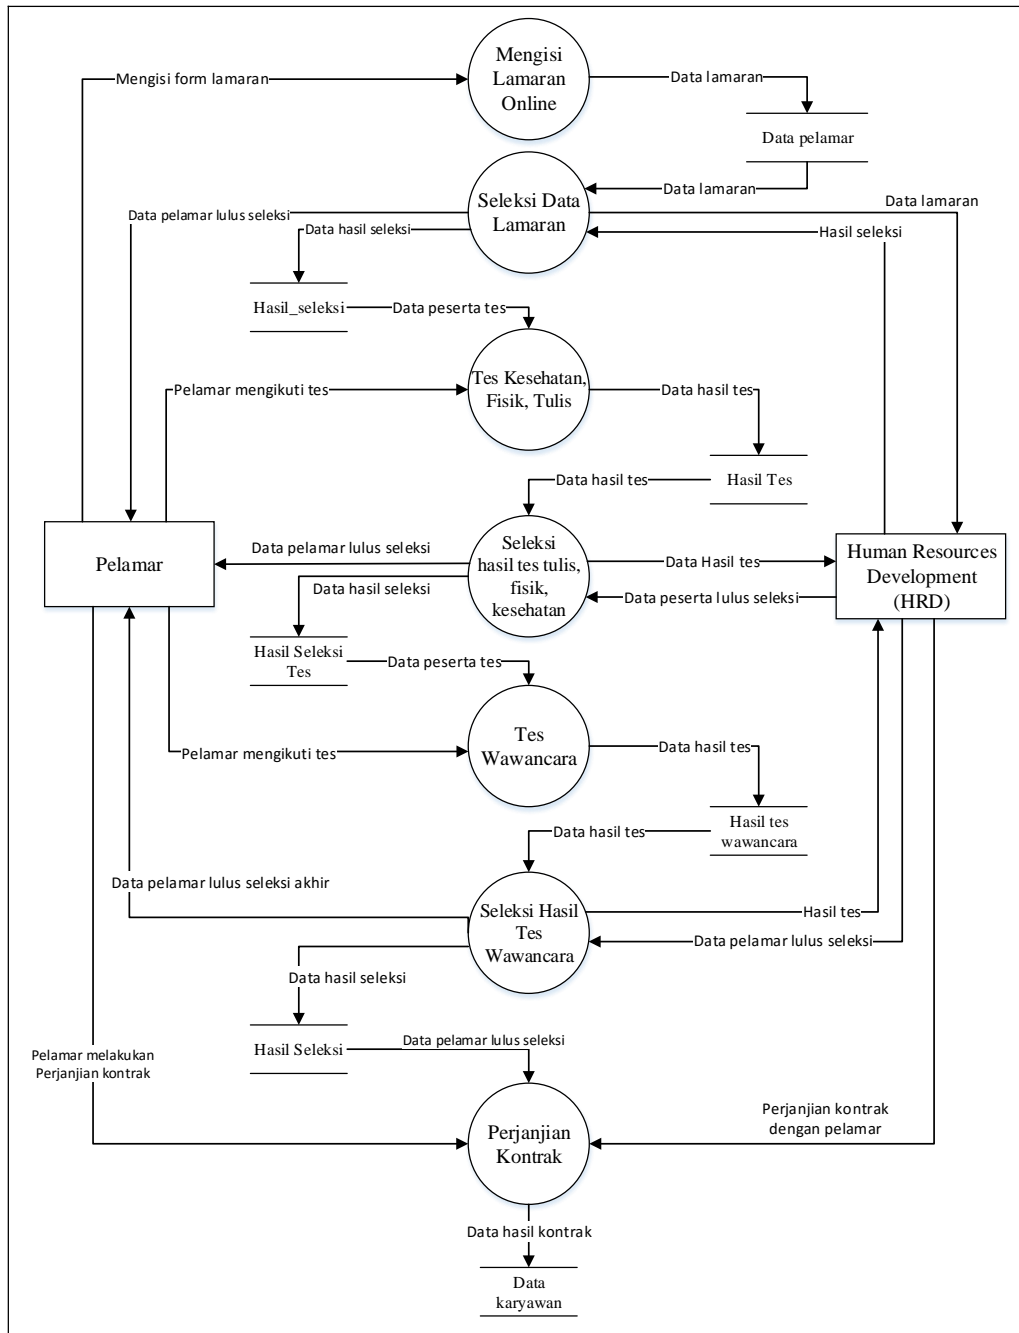 Mengisi
Lamaran
Online
Mengisi form lamaran
Data lamaran
Data pelamar
Data lamaran
Seleksi Data
Lamaran
Data pelamar lulus seleksi
Data hasil seleksi
Data lamaran
Hasil seleksi
Hasil_seleksi
Data peserta tes
Tes Kesehatan,
Fisik, Tulis
Pelamar mengikuti tes
Data hasil tes
Hasil Tes
Data hasil tes
Seleksi
hasil tes tulis,
fisik,
kesehatan
Data pelamar lulus seleksi
Data hasil seleksi
Data Hasil tes
Data peserta lulus seleksi
Pelamar
Human Resources
Development
(HRD)
Hasil Seleksi
Tes
Data peserta tes
Tes
Wawancara
Pelamar mengikuti tes
Data hasil tes
Hasil tes
wawancara
Data hasil tes
Data pelamar lulus seleksi akhir
Seleksi Hasil
Tes
Wawancara
Hasil tes
Data pelamar lulus seleksi
Data hasil seleksi
Hasil Seleksi
Data pelamar lulus seleksi
Pelamar melakukan
Perjanjian kontrak
Perjanjian
Kontrak
Perjanjian kontrak
dengan pelamar
Data hasil kontrak
Data
karyawan